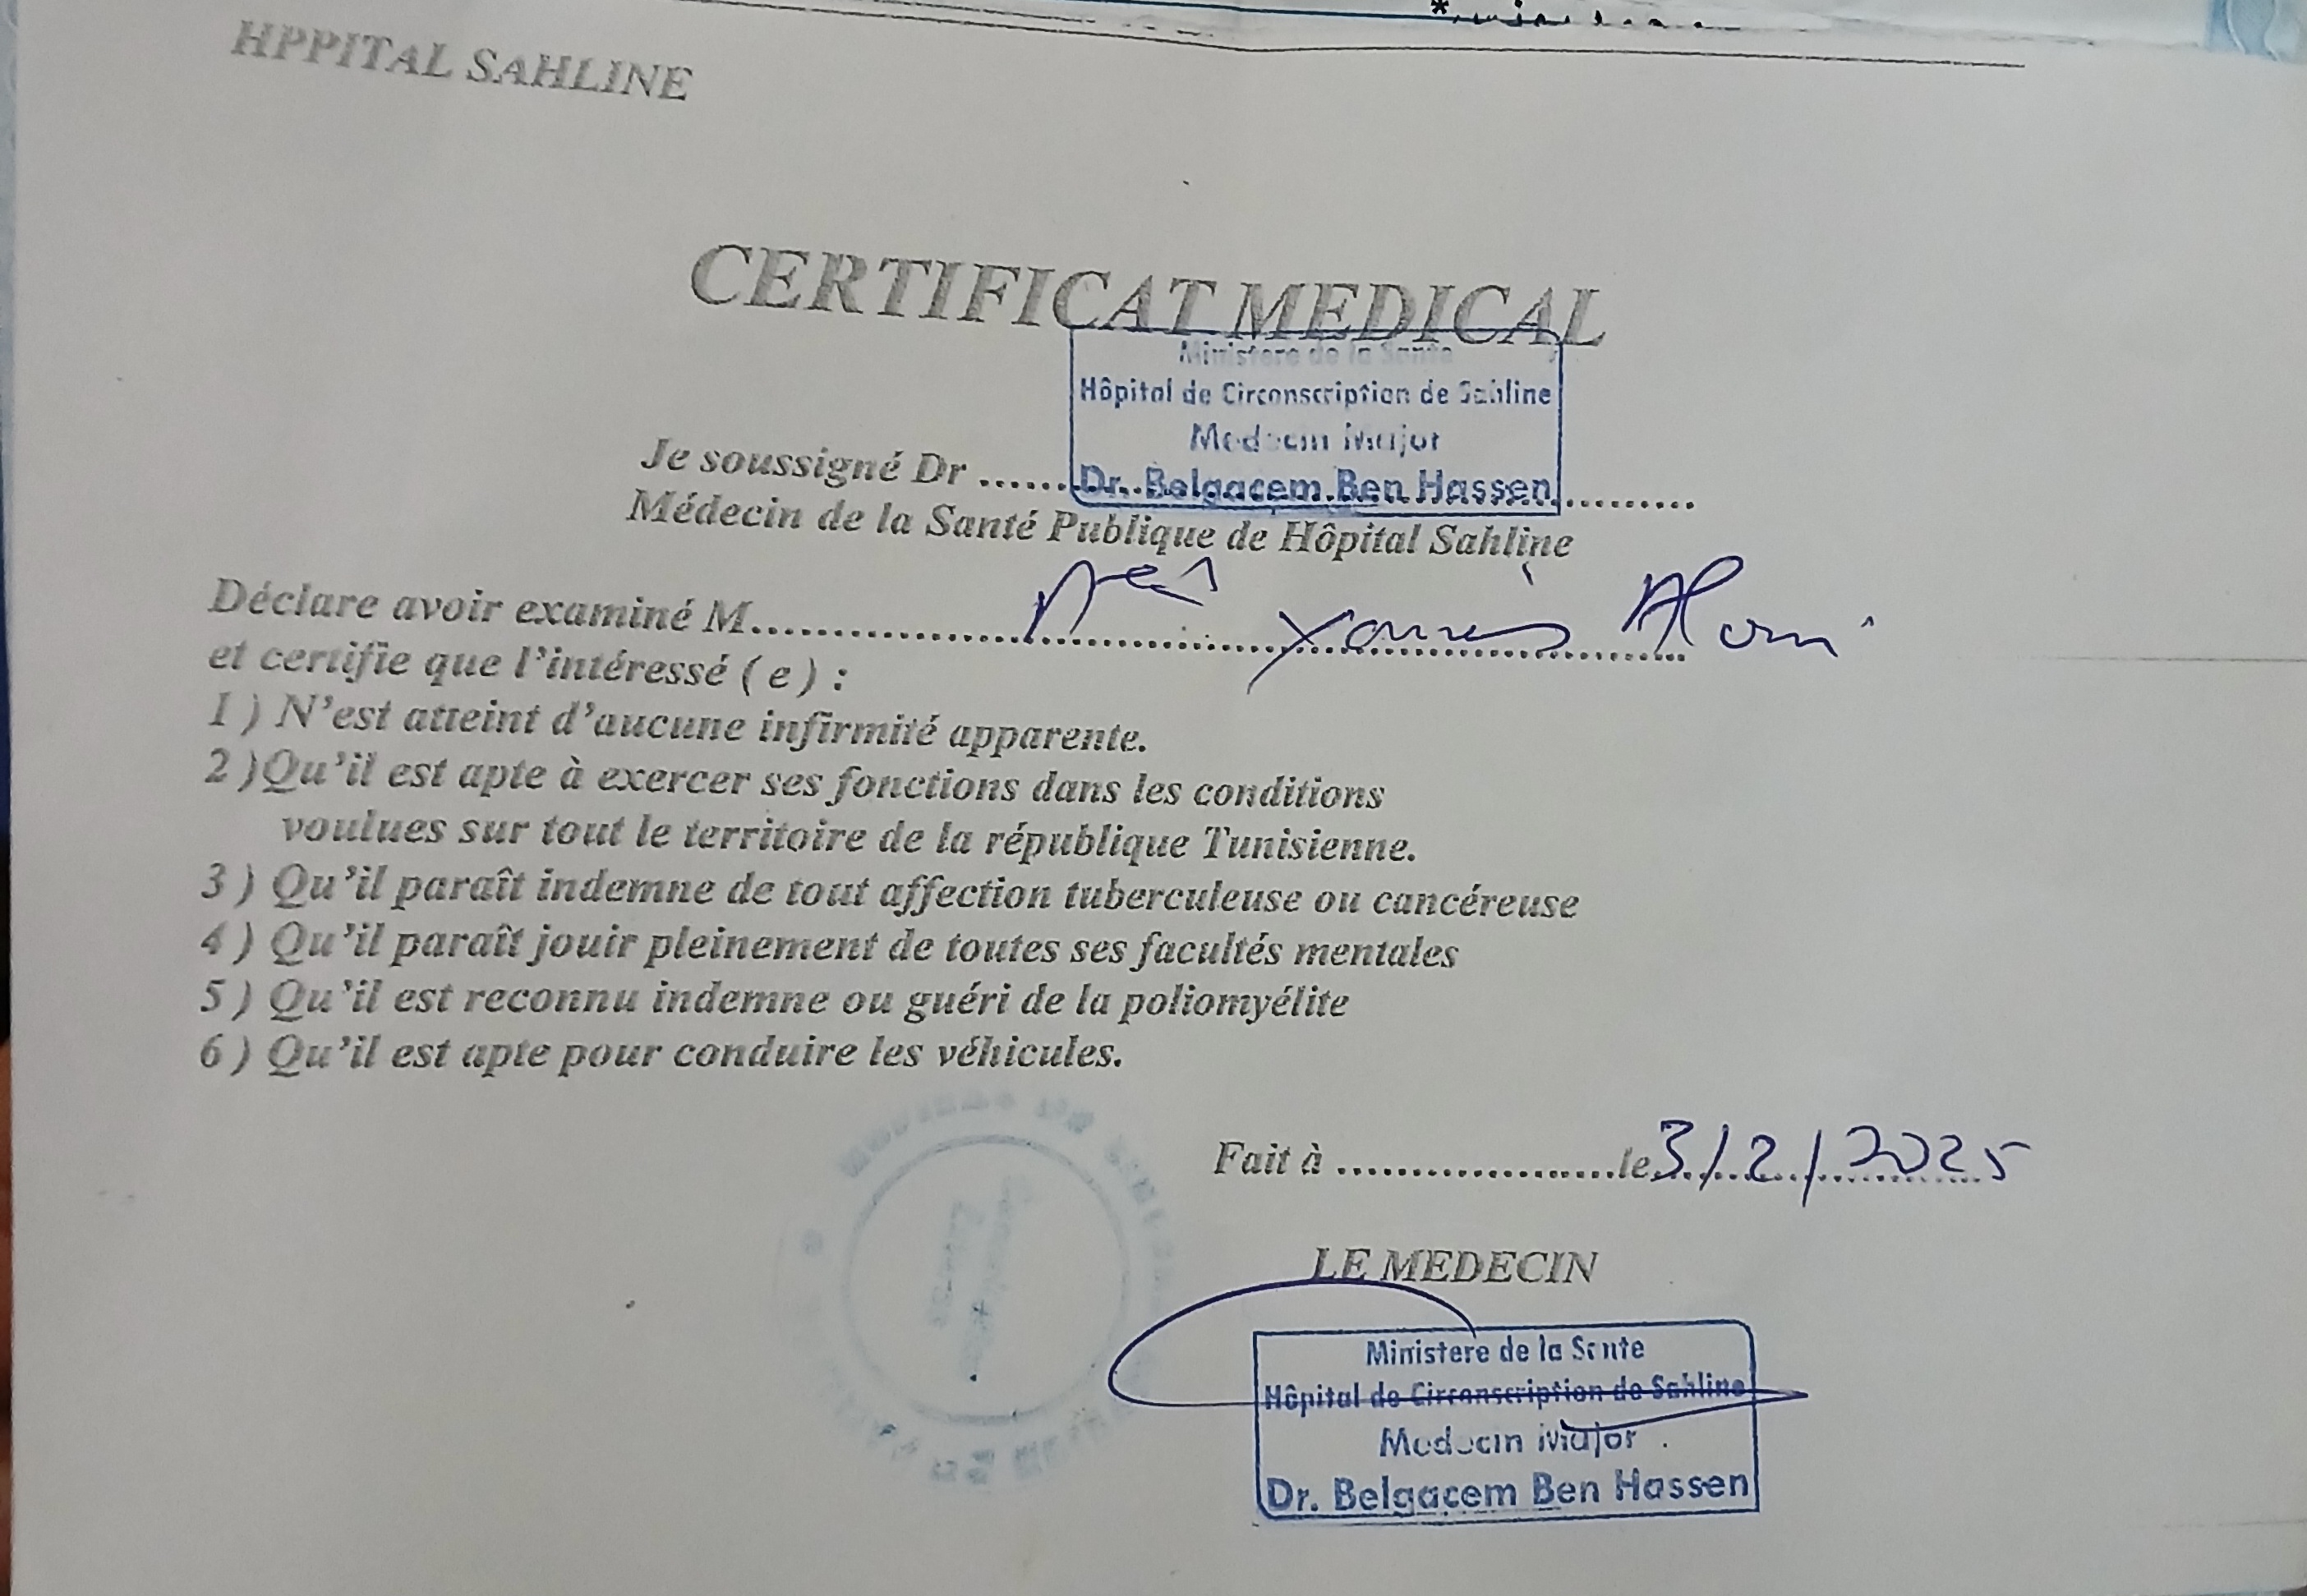 HPPITAL SAHLINE
CERTIFICAT MEDICAL
Ministere de la Sante
Hôpital de Circonscription de Sahline
Medecin Major
Je soussigné Dr ............................................
Dr. Belgacem Ben Hassen
Médecin de la Santé Publique de Hôpital Sahline
Déclare avoir examiné M............................................................
et certifie que l'intéressé ( e ) :
1 ) N'est atteint d'aucune infirmité apparente.
2 )Qu'il est apte à exercer ses fonctions dans les conditions
voulues sur tout le territoire de la république Tunisienne.
3 ) Qu'il paraît indemne de tout affection tuberculeuse ou cancéreuse
4 ) Qu'il paraît jouir pleinement de toutes ses facultés mentales
5 ) Qu'il est reconnu indemne ou guéri de la poliomyélite
6 ) Qu'il est apte pour conduire les véhicules.
Fait à ....................le 3/2/2025
LE MEDECIN
Ministere de la Sante
Hôpital de Circonscription de Sahline
Medecin Major
Dr. Belgacem Ben Hassen